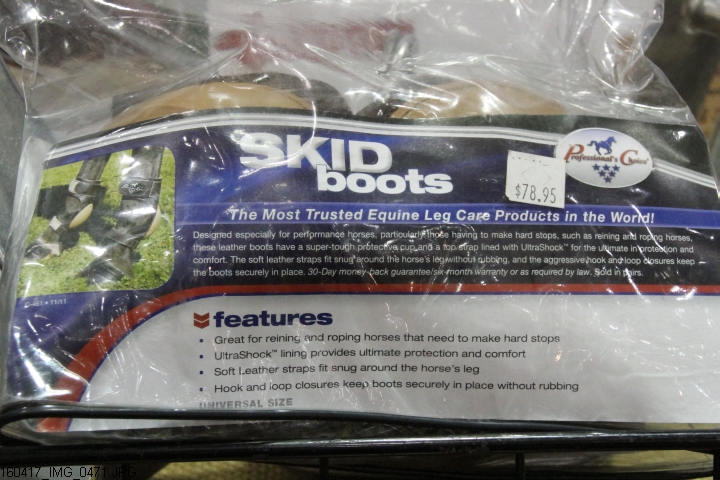 SKID
boots
Professional's Choice
$78.95
The Most Trusted Equine Leg Care Products in the World!
Designed especially for performance horses, particularly those having to make hard stops, such as reining and roping horses,
these leather boots have a super-tough protective cup and a top strap lined with UltraShock™ for the ultimate in protection and
comfort. The soft leather straps fit snug around the horse's leg without rubbing, and the aggressive hook and loop closures keep
the boots securely in place. 30-Day money-back guarantee/six-month warranty or as required by law. Sold in pairs.
features
• Great for reining and roping horses that need to make hard stops
• UltraShock™ lining provides ultimate protection and comfort
• Soft Leather straps fit snug around the horse's leg
• Hook and loop closures keep boots securely in place without rubbing
UNIVERSAL SIZE
160417_IMG_0471.JPG